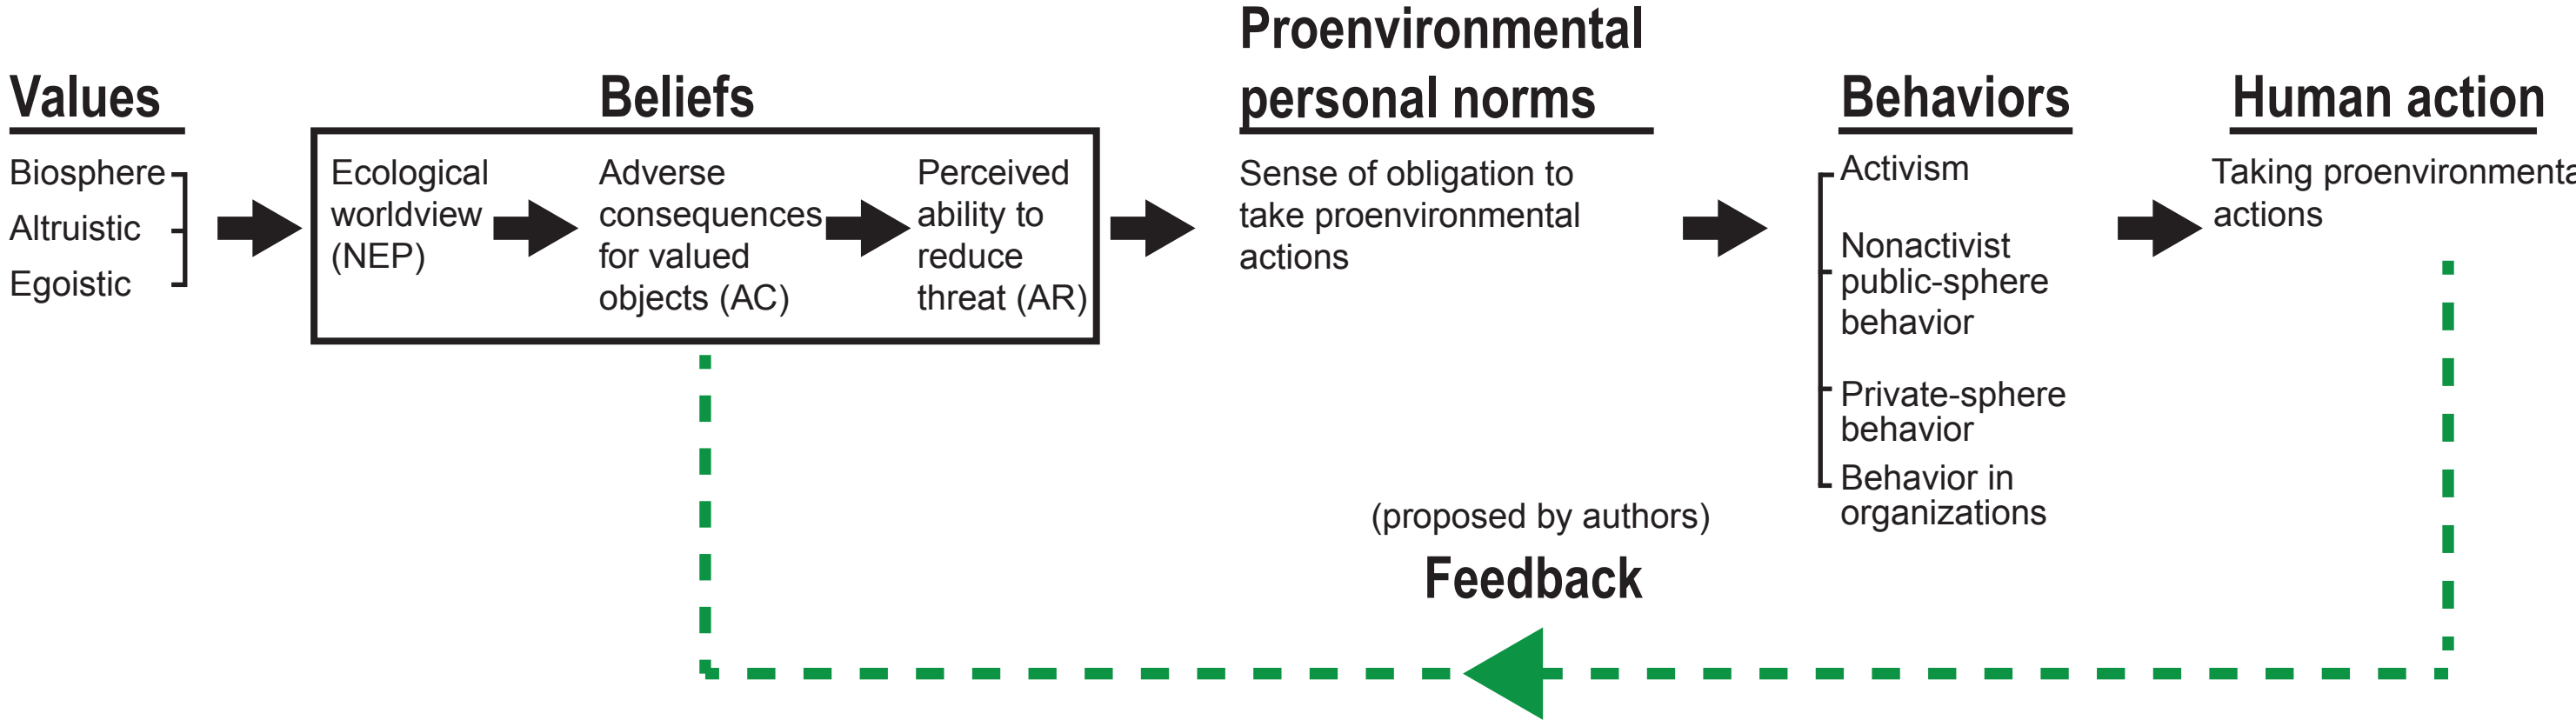 Values
Biosphere
Altruistic
Egoistic
Beliefs
Ecological
worldview
(NEP)
Adverse
consequences
for valued
objects (AC)
Perceived
ability to
reduce
threat (AR)
Proenvironmental
personal norms
Sense of obligation to
take proenvironmental
actions
Behaviors
Activism
Nonactivist
public-sphere
behavior
Private-sphere
behavior
Behavior in
organizations
Human action
Taking proenvironmenta
actions
(proposed by authors)
Feedback